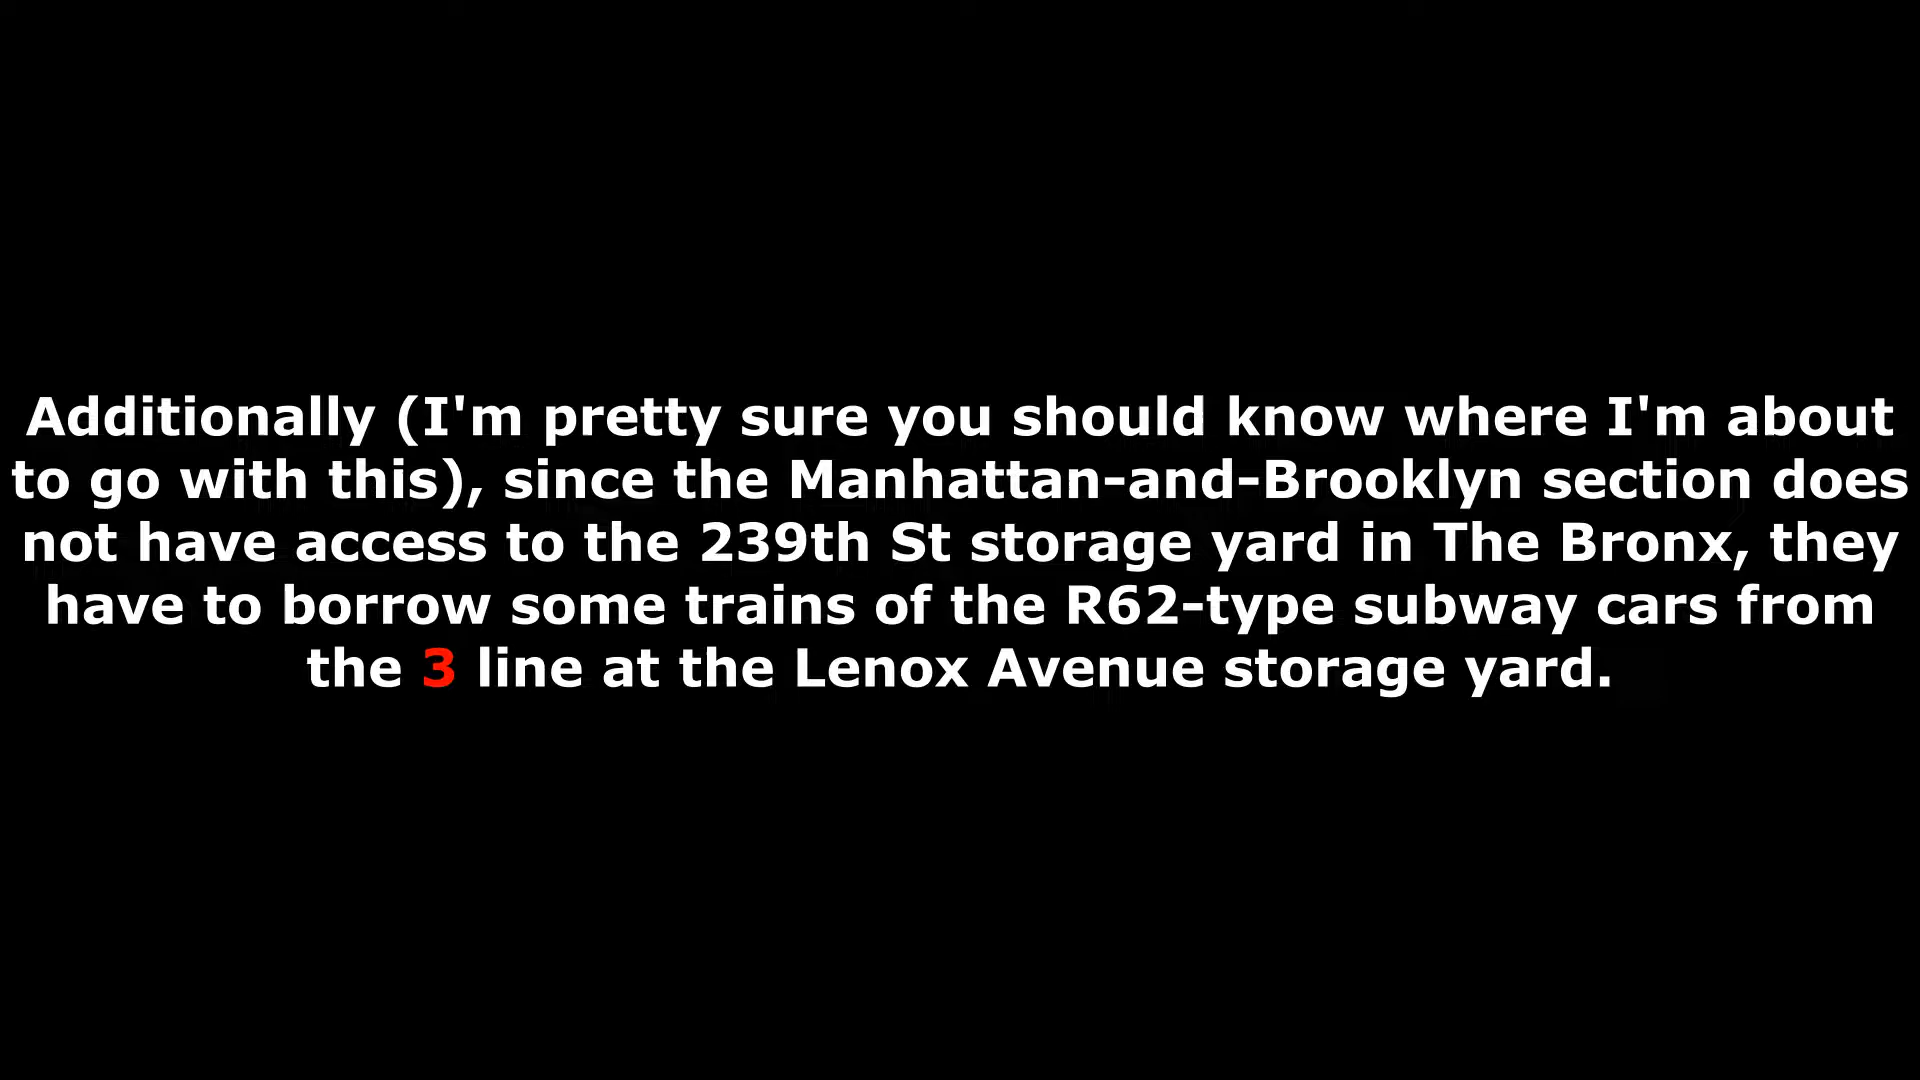 Additionally (I'm pretty sure you should know where I'm about
to go with this), since the Manhattan-and-Brooklyn section does
not have access to the 239th St storage yard in The Bronx, they
have to borrow some trains of the R62-type subway cars from
the 3 line at the Lenox Avenue storage yard.